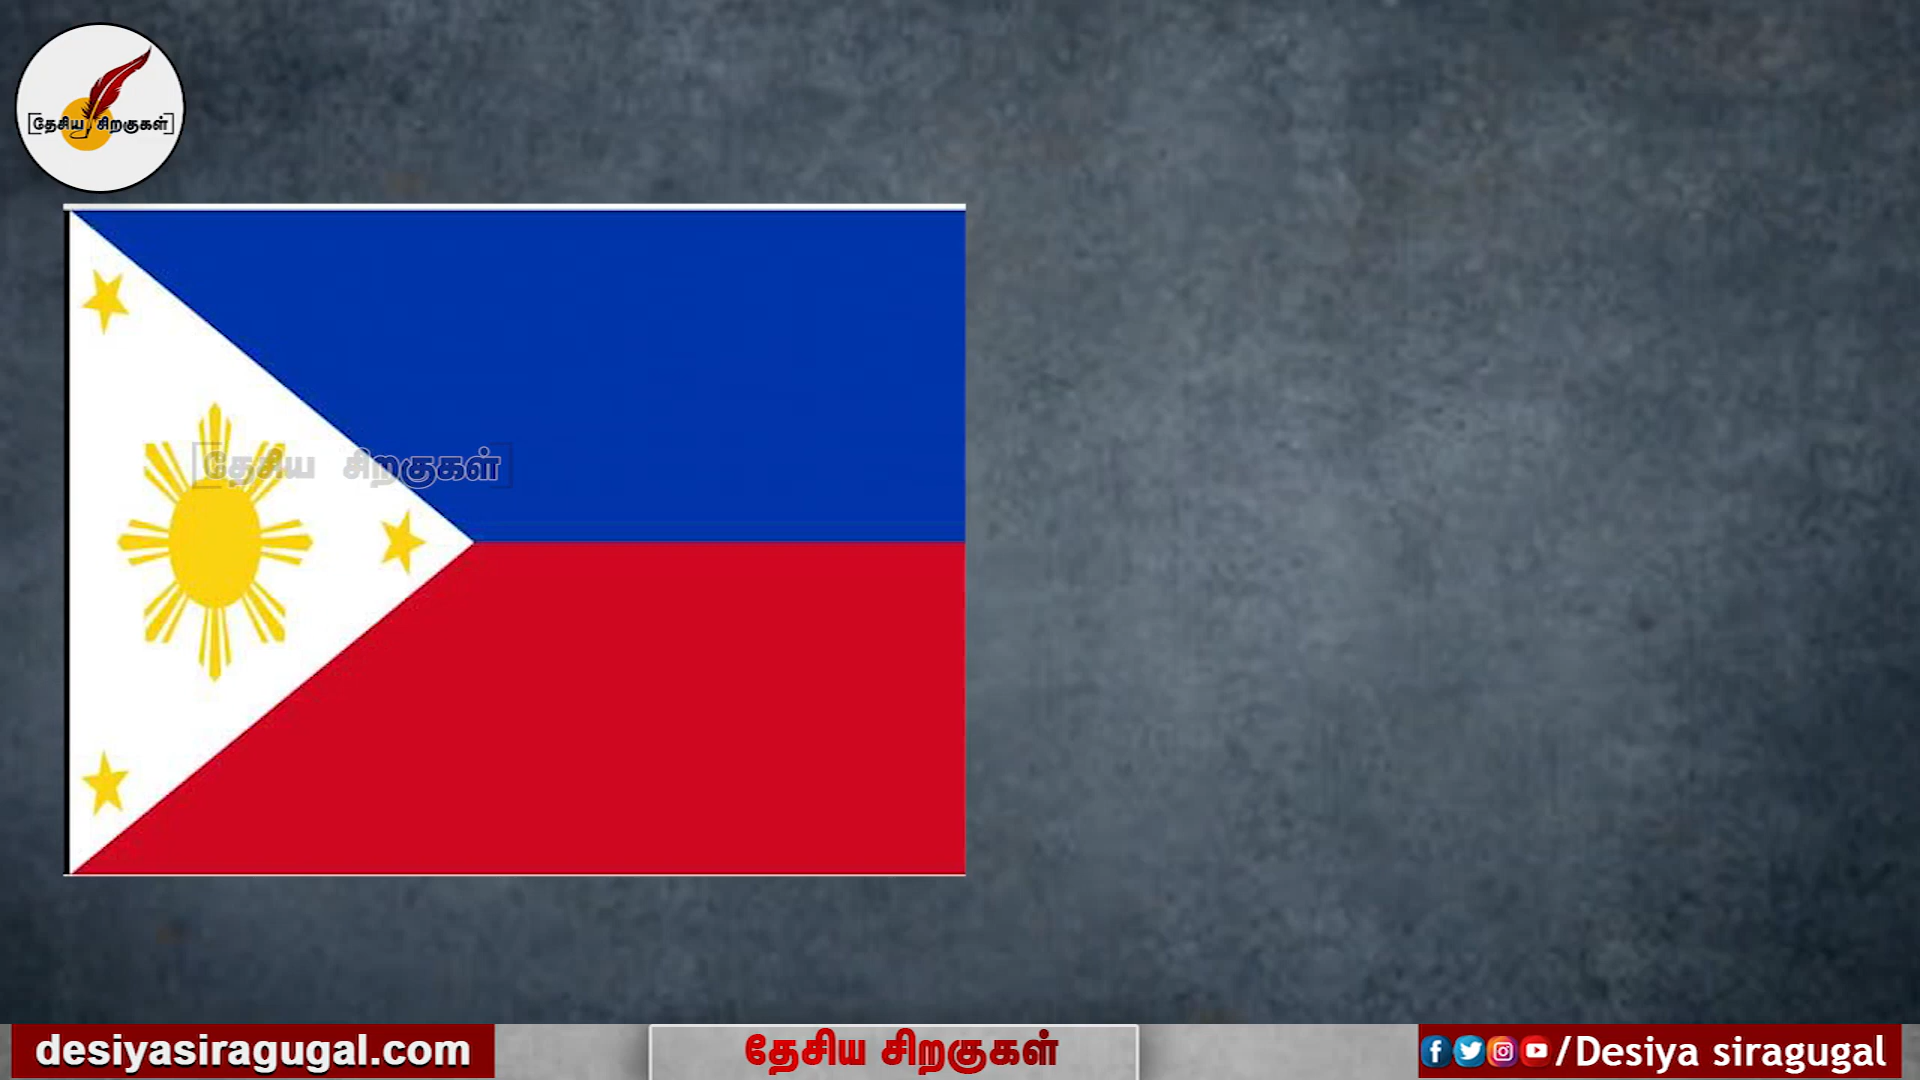 [தேசிய சிறகுகள்]
[தேசிய சிறகுகள்]
desiyasiragugal.com
தேசிய சிறகுகள்
/Desiya siragugal